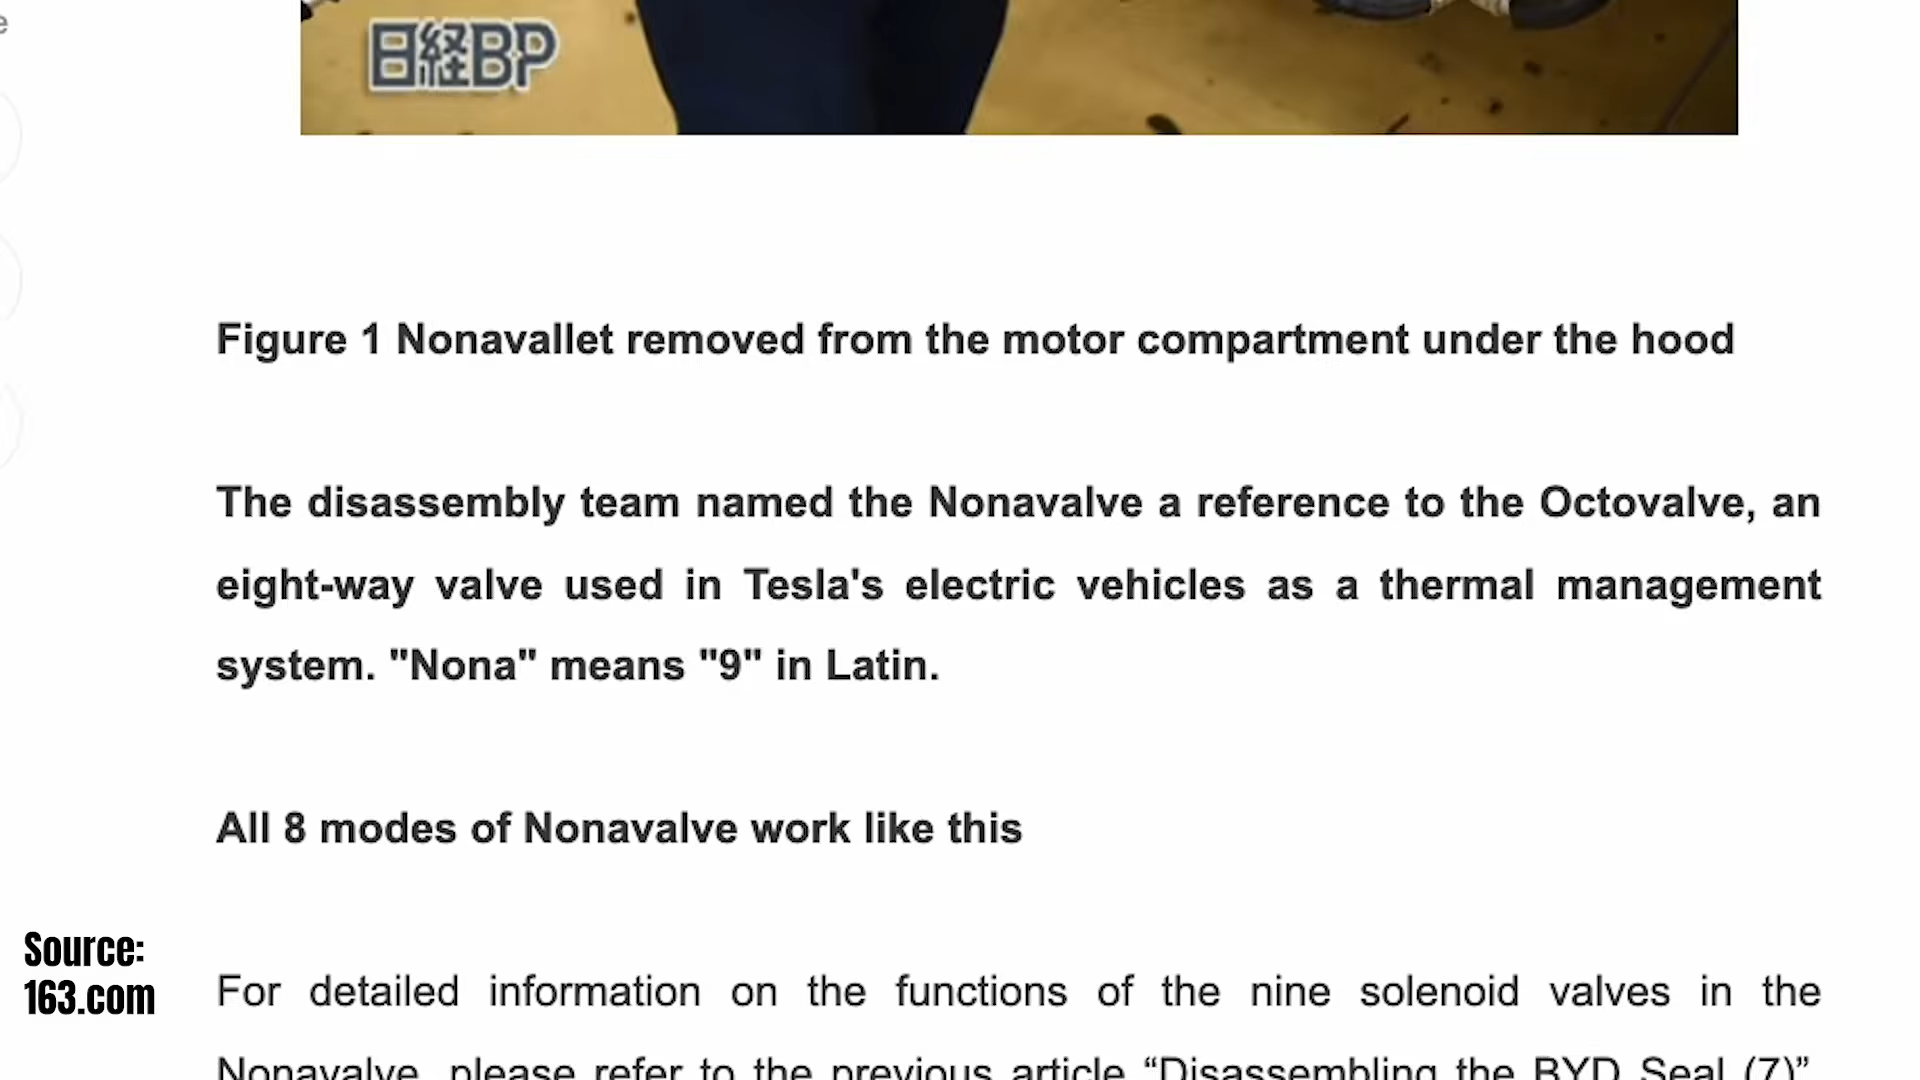 e
日経BP
Figure 1 Nonavallet removed from the motor compartment under the hood
The disassembly team named the Nonavalve a reference to the Octovalve, an
eight-way valve used in Tesla's electric vehicles as a thermal management
system. "Nona" means "9" in Latin.
All 8 modes of Nonavalve work like this
Source:
163.com
For detailed information on the functions of the nine solenoid valves in the
Nonavalve, please refer to the previous article “Disassembling the BYD Seal (7)”.